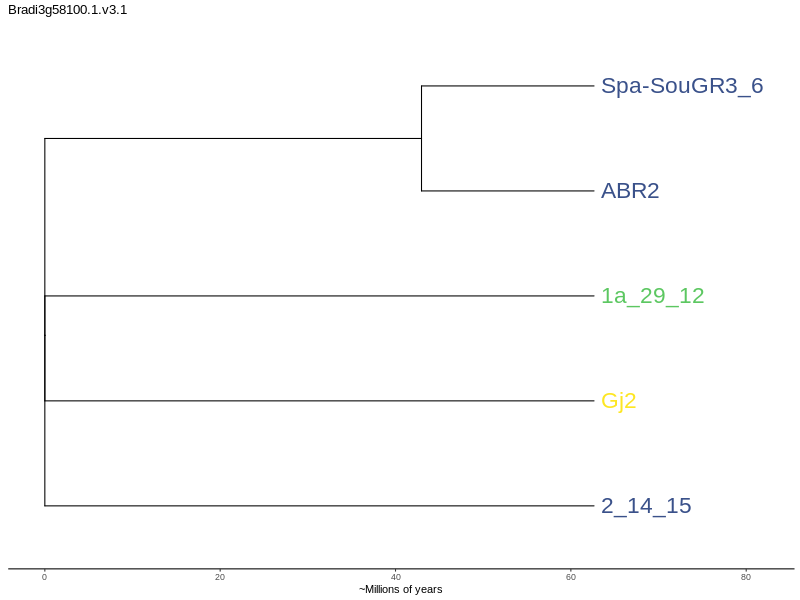 Bradi3g58100.1.v3.1
Spa-SouGR3_6
ABR2
1a_29_12
Gj2
2_14_15
0 20 40 60 80
~Millions of years